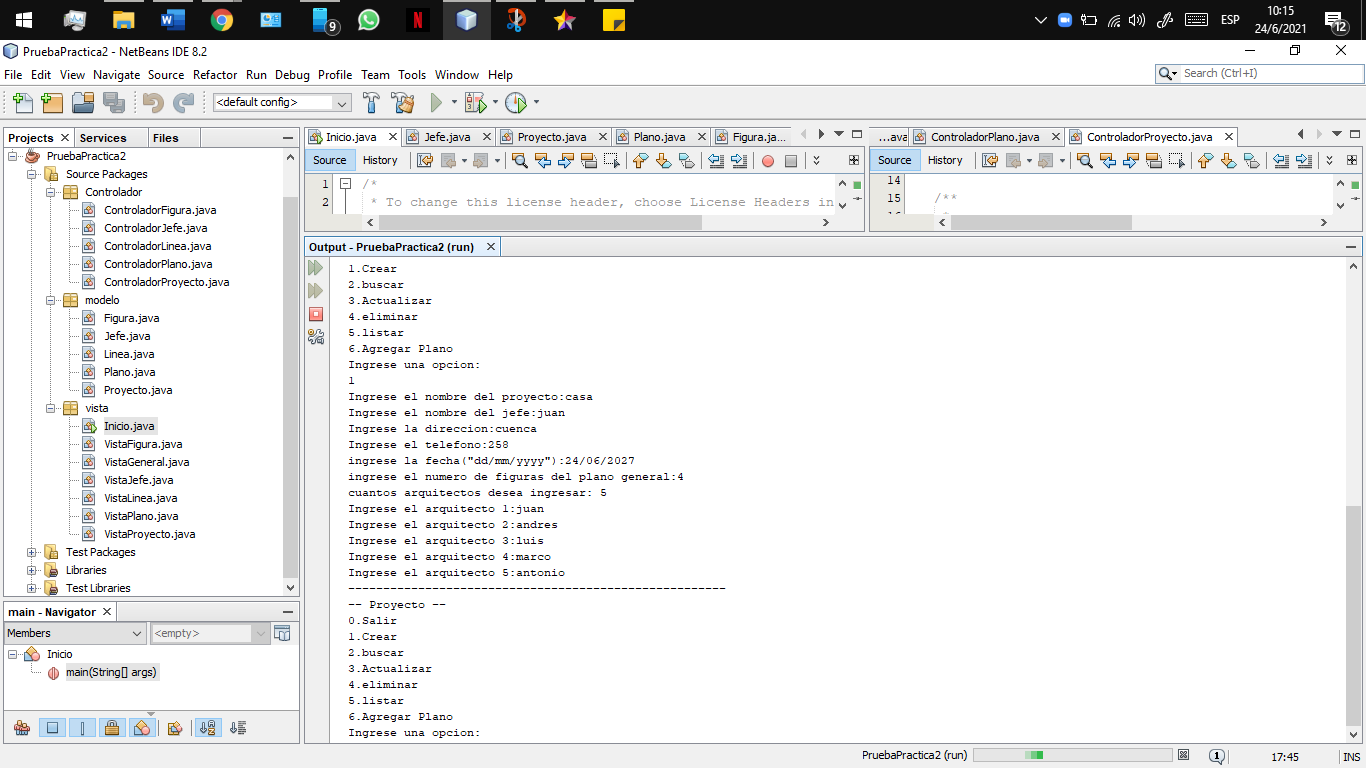 9
N
ESP
10:15
24/6/2021
12
PruebaPractica2 - NetBeans IDE 8.2
File Edit View Navigate Source Refactor Run Debug Profile Team Tools Window Help
Search (Ctrl+I)
<default config>
Projects Services Files
PruebaPractica2
Source Packages
Controlador
ControladorFigura.java
ControladorJefe.java
ControladorLinea.java
ControladorPlano.java
ControladorProyecto.java
modelo
Figura.java
Jefe.java
Linea.java
Plano.java
Proyecto.java
vista
Inicio.java
VistaFigura.java
VistaGeneral.java
VistaJefe.java
VistaLinea.java
VistaPlano.java
VistaProyecto.java
Test Packages
Libraries
Test Libraries
main - Navigator
Members <empty>
Inicio
main(String[] args)
Inicio.java Jefe.java Proyecto.java Plano.java Figura.ja...
Source History
1 /*
2 * To change this license header, choose License Headers in
...ava ControladorPlano.java ControladorProyecto.java
Source History
14
15 /**
Output - PruebaPractica2 (run)
1.Crear
2.buscar
3.Actualizar
4.eliminar
5.listar
6.Agregar Plano
Ingrese una opcion:
1
Ingrese el nombre del proyecto:casa
Ingrese el nombre del jefe:juan
Ingrese la direccion:cuenca
Ingrese el telefono:258
ingrese la fecha("dd/mm/yyyy"):24/06/2027
ingrese el numero de figuras del plano general:4
cuantos arquitectos desea ingresar: 5
Ingrese el arquitecto 1:juan
Ingrese el arquitecto 2:andres
Ingrese el arquitecto 3:luis
Ingrese el arquitecto 4:marco
Ingrese el arquitecto 5:antonio
------------------------------------------------------
-- Proyecto --
0.Salir
1.Crear
2.buscar
3.Actualizar
4.eliminar
5.listar
6.Agregar Plano
Ingrese una opcion:
PruebaPractica2 (run)
1
17:45
INS